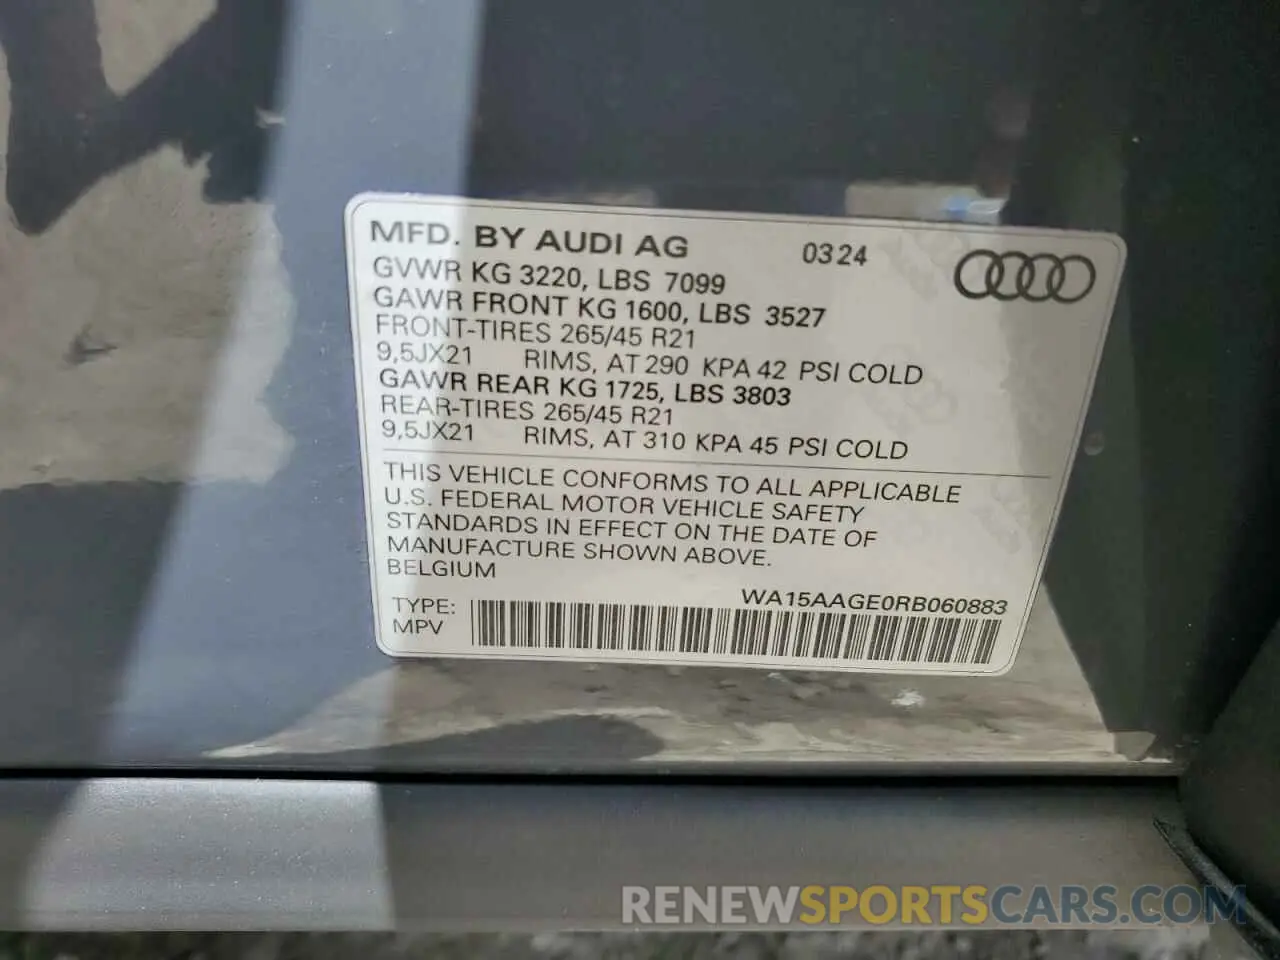 MFD. BY AUDI AG 03 24
GVWR KG 3220, LBS 7099
GAWR FRONT KG 1600, LBS 3527
FRONT-TIRES 265/45 R21
9,5JX21 RIMS, AT 290 KPA 42 PSI COLD
GAWR REAR KG 1725, LBS 3803
REAR-TIRES 265/45 R21
9,5JX21 RIMS, AT 310 KPA 45 PSI COLD
THIS VEHICLE CONFORMS TO ALL APPLICABLE
U.S. FEDERAL MOTOR VEHICLE SAFETY
STANDARDS IN EFFECT ON THE DATE OF
MANUFACTURE SHOWN ABOVE.
BELGIUM
WA15AAGE0RB060883
TYPE:
MPV
RENEWSPORTSCARS.COM